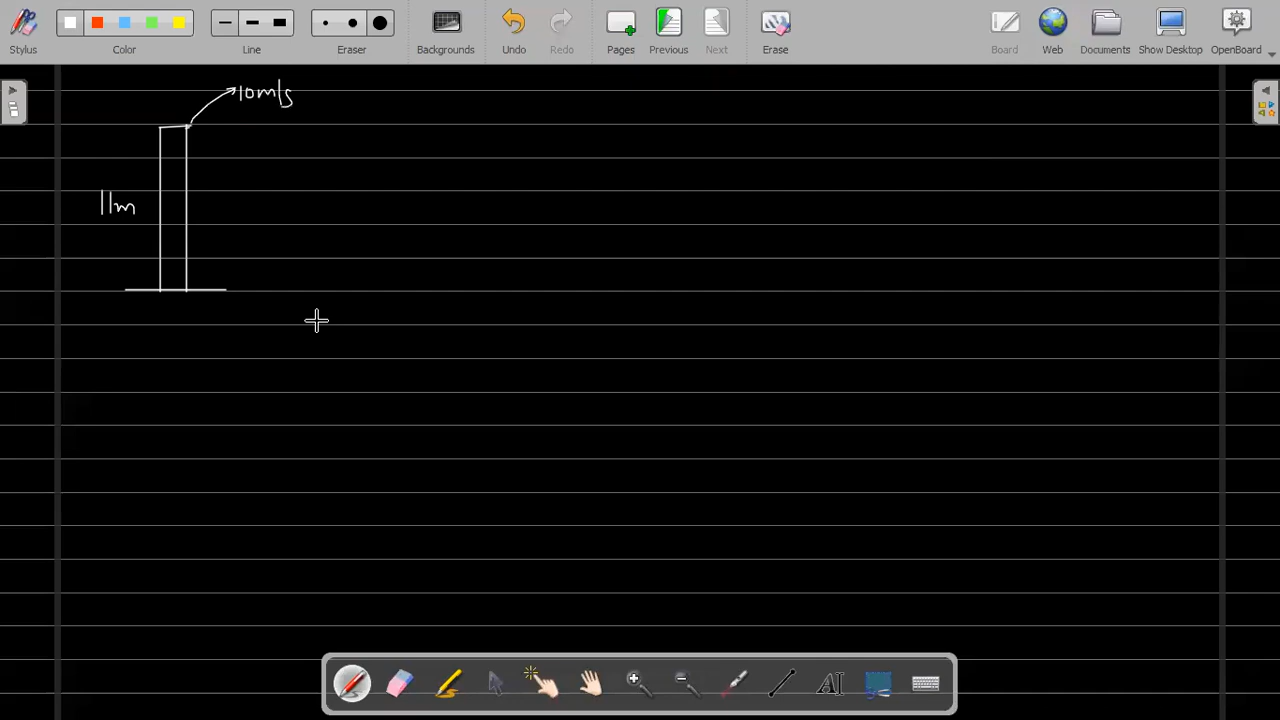 Stylus
Color
Line
Eraser
Backgrounds
Undo
Redo
Pages
Previous
Next
Erase
Board
Web
Documents
Show Desktop
OpenBoard
10m/s
11m
AI